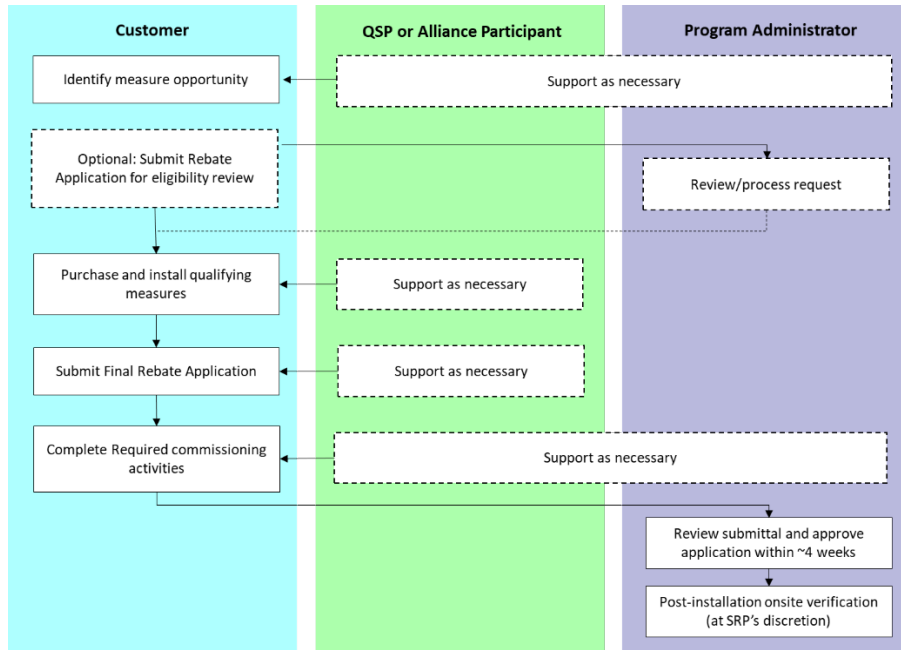 Customer
QSP or Alliance Participant
Program Administrator
Identify measure opportunity
Support as necessary
Optional: Submit Rebate
Application for eligibility review
Review/process request
Purchase and install qualifying
measures
Support as necessary
Submit Final Rebate Application
Support as necessary
Complete Required commissioning
activities
Support as necessary
Review submittal and approve
application within ~4 weeks
Post-installation onsite verification
(at SRP's discretion)